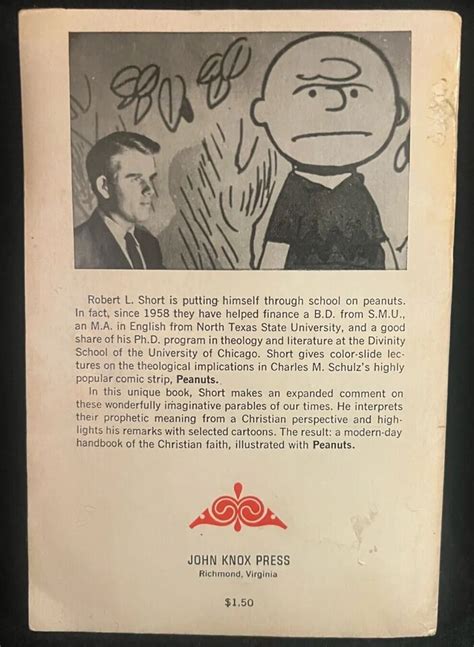 Robert L. Short is putting himself through school on peanuts.
In fact, since 1958 they have helped finance a B.D. from S.M.U.,
an M.A. in English from North Texas State University, and a good
share of his Ph.D. program in theology and literature at the Divinity
School of the University of Chicago. Short gives color-slide lec-
tures on the theological implications in Charles M. Schulz's highly
popular comic strip, Peanuts.
In this unique book, Short makes an expanded comment on
these wonderfully imaginative parables of our times. He interprets
their prophetic meaning from a Christian perspective and high-
lights his remarks with selected cartoons. The result: a modern-day
handbook of the Christian faith, illustrated with Peanuts.
JOHN KNOX PRESS
Richmond, Virginia
$1.50